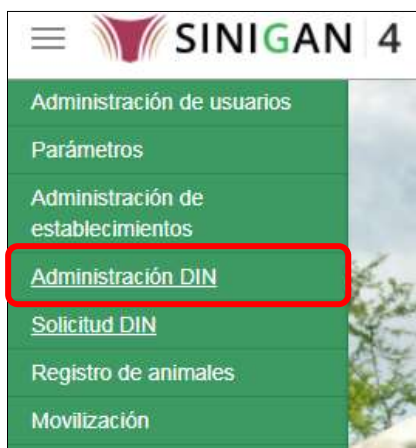 SINIGAN 4
Administración de usuarios
Parámetros
Administración de
establecimientos
Administración DIN
Solicitud DIN
Registro de animales
Movilización